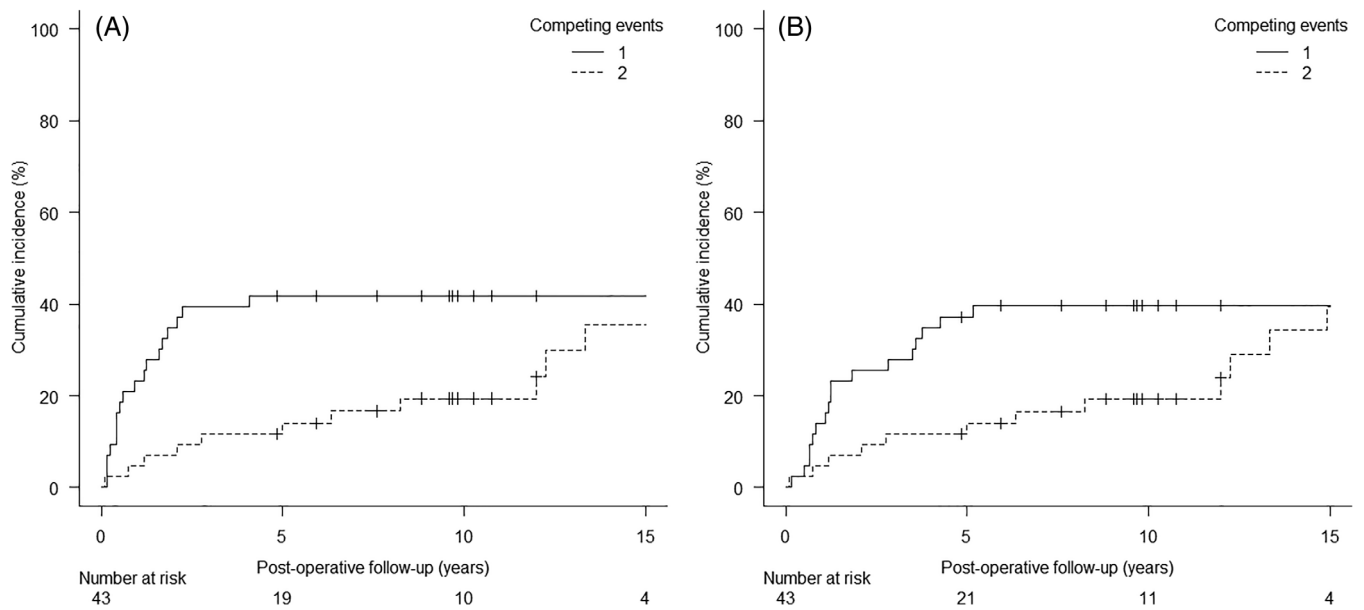 (A)
Competing events
1
2
100
80
60
40
20
0
Cumulative incidence (%)
0 5 10 15
Post-operative follow-up (years)
Number at risk
43 19 10 4
(B)
Competing events
1
2
100
80
60
40
20
0
Cumulative incidence (%)
0 5 10 15
Post-operative follow-up (years)
Number at risk
43 21 11 4